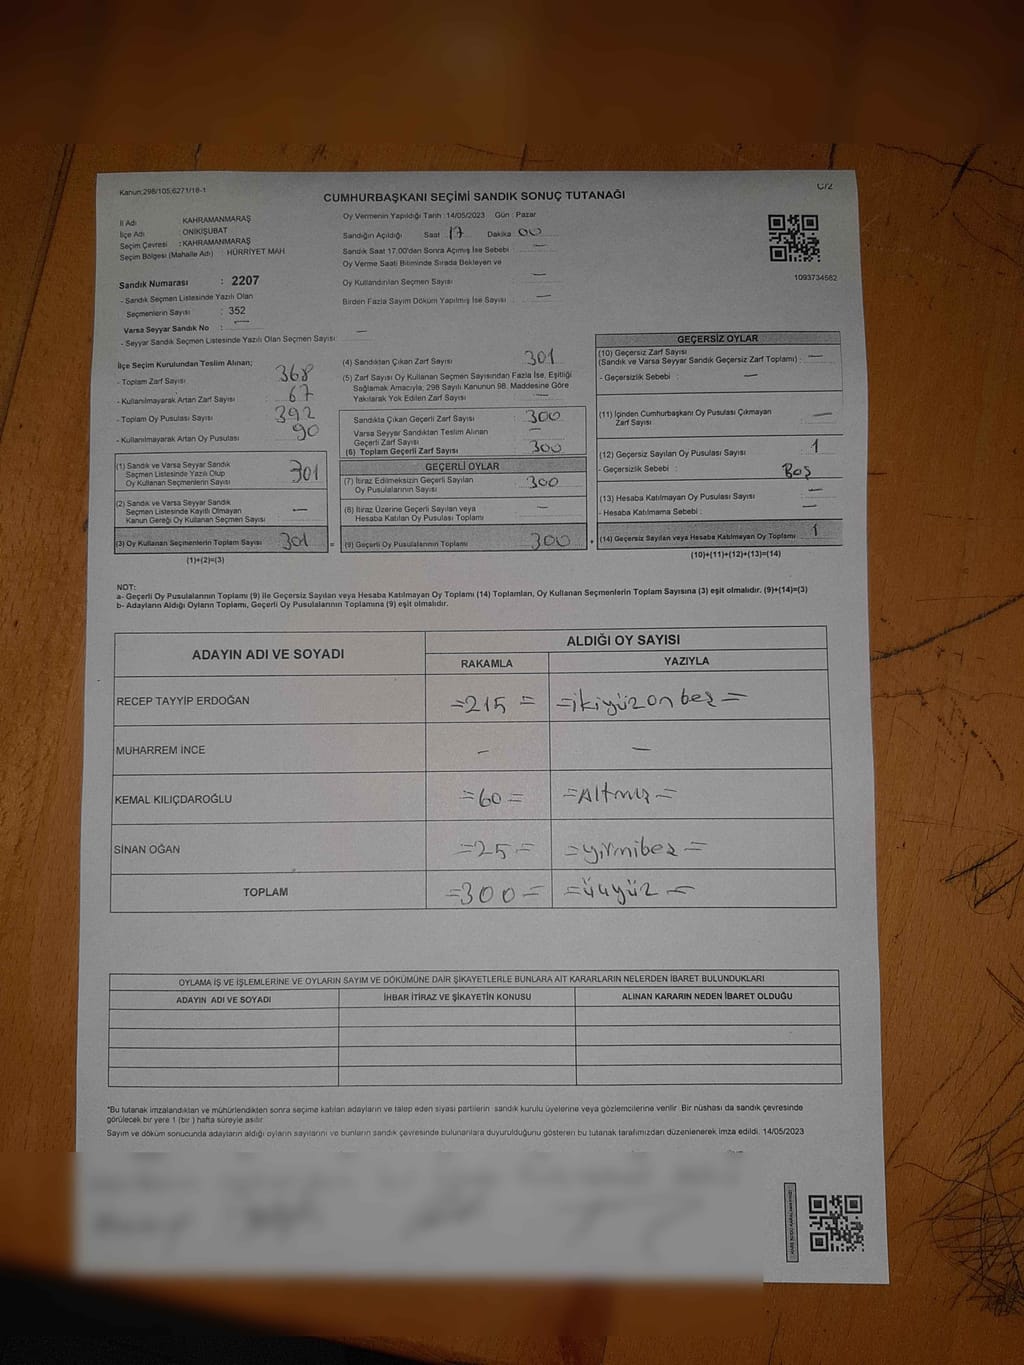 Kanun:298/105;6271/18-1
C/2
CUMHURBAŞKANI SEÇİMİ SANDIK SONUÇ TUTANAĞI
İl Adı : KAHRAMANMARAŞ
İlçe Adı : ONİKİŞUBAT
Seçim Çevresi : KAHRAMANMARAŞ
Seçim Bölgesi (Mahalle Adı) : HÜRRİYET MAH
Sandık Numarası : 2207
- Sandık Seçmen Listesinde Yazılı Olan
Seçmenlerin Sayısı : 352
Varsa Seyyar Sandık No : —
- Seyyar Sandık Seçmen Listesinde Yazılı Olan Seçmen Sayısı : —
Oy Vermenin Yapıldığı Tarih : 14/05/2023 Gün : Pazar
Sandığın Açıldığı Saat : 17 Dakika : 00
Sandık Saat 17.00'den Sonra Açılmış İse Sebebi : —
Oy Verme Saati Bitiminde Sırada Bekleyen ve
Oy Kullandırılan Seçmen Sayısı : —
Birden Fazla Sayım Döküm Yapılmış İse Sayısı : —
1093734582
İlçe Seçim Kurulundan Teslim Alınan;
- Toplam Zarf Sayısı : 368
- Kullanılmayarak Artan Zarf Sayısı : 67
- Toplam Oy Pusulası Sayısı : 392
- Kullanılmayarak Artan Oy Pusulası : 90
(1) Sandık ve Varsa Seyyar Sandık
Seçmen Listesinde Yazılı Olup
Oy Kullanan Seçmenlerin Sayısı : 301
(2) Sandık ve Varsa Seyyar Sandık
Seçmen Listesinde Kayıtlı Olmayan
Kanun Gereği Oy Kullanan Seçmen Sayısı : —
(3) Oy Kullanan Seçmenlerin Toplam Sayısı : 301
(1)+(2)=(3)
(4) Sandıktan Çıkan Zarf Sayısı : 301
(5) Zarf Sayısı Oy Kullanan Seçmen Sayısından Fazla İse, Eşitliği
Sağlamak Amacıyla, 298 Sayılı Kanunun 98. Maddesine Göre
Yakılarak Yok Edilen Zarf Sayısı : —
Sandıkta Çıkan Geçerli Zarf Sayısı : 300
Varsa Seyyar Sandıktan Teslim Alınan
Geçerli Zarf Sayısı : —
(6) Toplam Geçerli Zarf Sayısı : 300
GEÇERLİ OYLAR
(7) İtiraz Edilmeksizin Geçerli Sayılan
Oy Pusulalarının Sayısı : 300
(8) İtiraz Üzerine Geçerli Sayılan veya
Hesaba Katılan Oy Pusulası Toplamı : —
= (9) Geçerli Oy Pusulalarının Toplamı : 300 +
GEÇERSİZ OYLAR
(10) Geçersiz Zarf Sayısı
(Sandık ve Varsa Seyyar Sandık Geçersiz Zarf Toplamı) : —
- Geçersizlik Sebebi : —
(11) İçinden Cumhurbaşkanı Oy Pusulası Çıkmayan
Zarf Sayısı : —
(12) Geçersiz Sayılan Oy Pusulası Sayısı : 1
- Geçersizlik Sebebi : Boş
(13) Hesaba Katılmayan Oy Pusulası Sayısı : —
- Hesaba Katılmama Sebebi : —
(14) Geçersiz Sayılan veya Hesaba Katılmayan Oy Toplamı : 1
(10)+(11)+(12)+(13)=(14)
NOT:
a- Geçerli Oy Pusulalarının Toplamı (9) ile Geçersiz Sayılan veya Hesaba Katılmayan Oy Toplamı (14) Toplamları, Oy Kullanan Seçmenlerin Toplam Sayısına (3) eşit olmalıdır. (9)+(14)=(3)
b- Adayların Aldığı Oyların Toplamı, Geçerli Oy Pusulalarının Toplamına (9) eşit olmalıdır.
ADAYIN ADI VE SOYADI
ALDIĞI OY SAYISI
RAKAMLA YAZIYLA
RECEP TAYYİP ERDOĞAN =215= =ikiyüzonbeş=
MUHARREM İNCE — —
KEMAL KILIÇDAROĞLU =60= =Altmış=
SİNAN OĞAN =25= =yirmibeş=
TOPLAM =300= =üçyüz=
OYLAMA İŞ VE İŞLEMLERİNE VE OYLARIN SAYIM VE DÖKÜMÜNE DAİR ŞİKAYETLERLE BUNLARA AİT KARARLARIN NELERDEN İBARET BULUNDUKLARI
ADAYIN ADI VE SOYADI İHBAR İTİRAZ VE ŞİKAYETİN KONUSU ALINAN KARARIN NEDEN İBARET OLDUĞU
*Bu tutanak imzalandıktan ve mühürlendikten sonra seçime katılan adayların ve talep eden siyasi partilerin sandık kurulu üyelerine veya gözlemcilerine verilir. Bir nüshası da sandık çevresinde
görülecek bir yere 1 (bir) hafta süreyle asılır.
Sayım ve döküm sonucunda adayların aldığı oyların sayılarını ve bunların sandık çevresinde bulunanlara duyurulduğunu gösteren bu tutanak tarafımızdan düzenlenerek imza edildi. 14/05/2023